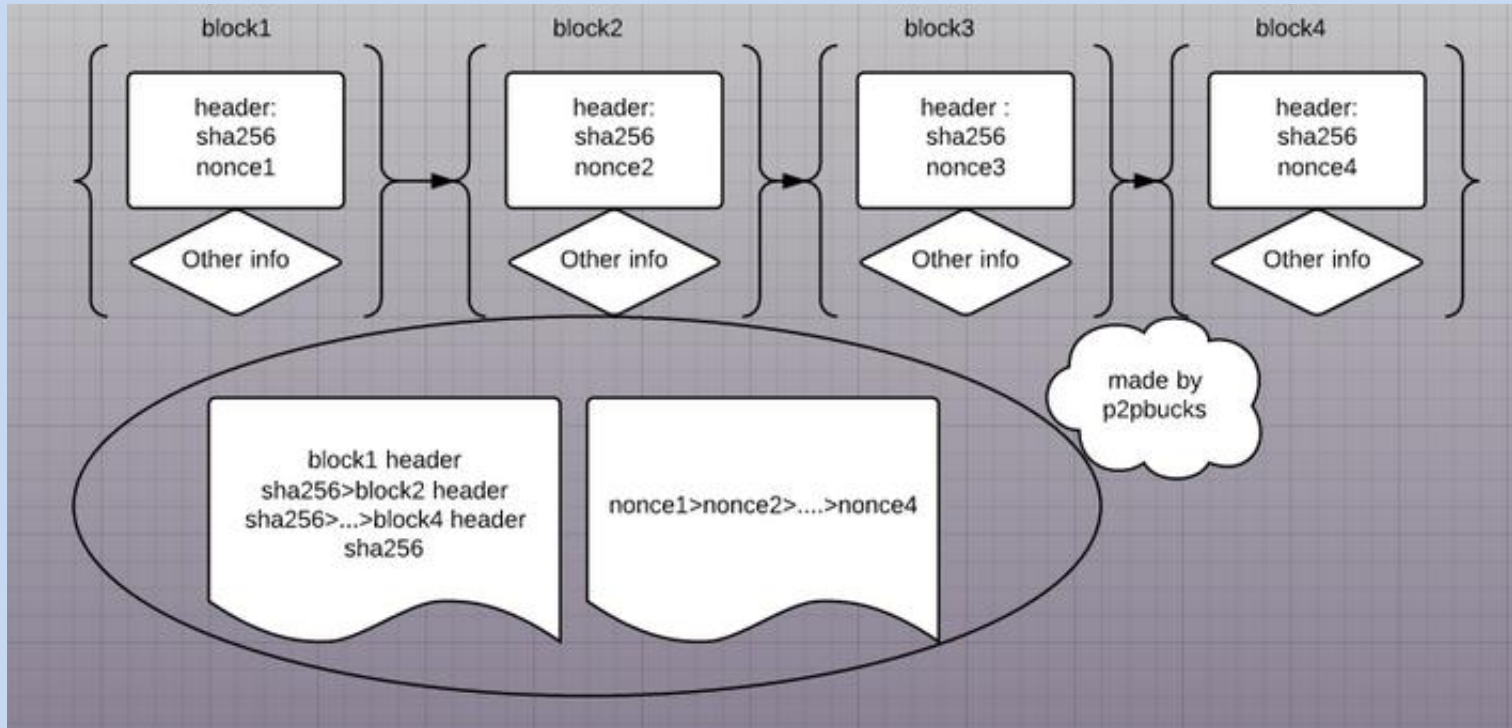 block1
block2
block3
block4
header:
sha256
nonce1
header:
sha256
nonce2
header :
sha256
nonce3
header:
sha256
nonce4
Other info
Other info
Other info
Other info
made by
p2pbucks
block1 header
sha256>block2 header
sha256>...>block4 header
sha256
nonce1>nonce2>....>nonce4